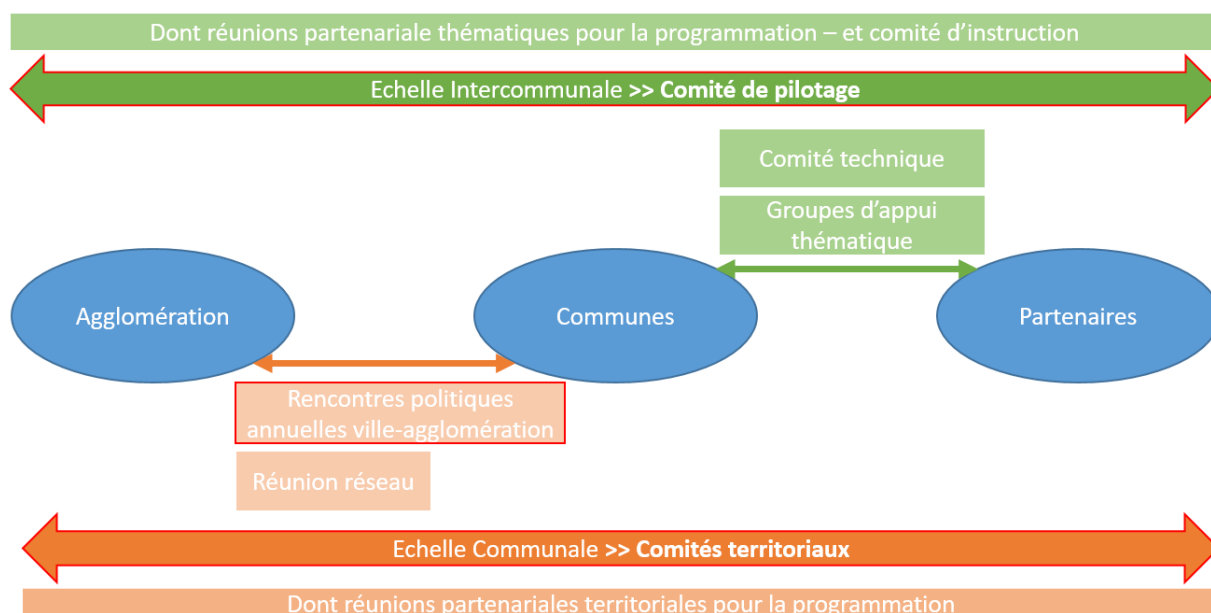 Dont réunions partenariale thématiques pour la programmation – et comité d'instruction
Echelle Intercommunale >> Comité de pilotage
Comité technique
Groupes d'appui
thématique
Agglomération
Communes
Partenaires
Rencontres politiques
annuelles ville-agglomération
Réunion réseau
Echelle Communale >> Comités territoriaux
Dont réunions partenariales territoriales pour la programmation